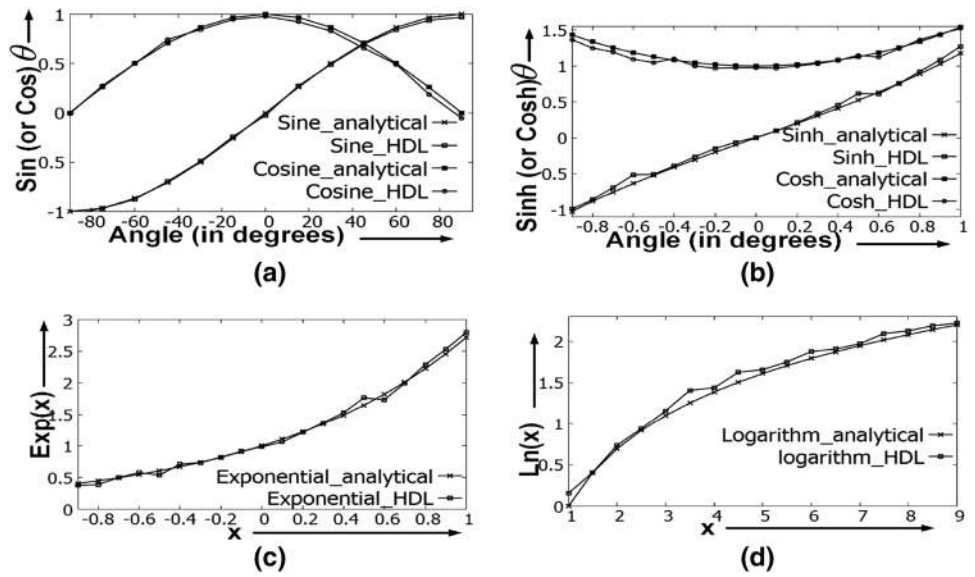 Sin (or Cos) θ
1
0.5
0
0.5
-1
Sine_analytical
Sine_HDL
Cosine_analytical
Cosine_HDL
-80 -60 -40 -20 0 20 40 60 80
Angle (in degrees)
(a)
Sinh (or Cosh)θ
1.5
1
0.5
0
-0.5
-1
Sinh_analytical
Sinh_HDL
Cosh_analytical
Cosh_HDL
-0.8 -0.6 -0.4 -0.2 0 0.2 0.4 0.6 0.8 1
Angle (in degrees)
(b)
Exp(x)
3
2.5
2
1.5
1
0.5
0
Exponential_analytical
Exponential_HDL
-0.8 -0.6 -0.4 -0.2 0 0.2 0.4 0.6 0.8 1
x
(c)
Ln(x)
2
1.5
1
0.5
0
Logarithm_analytical
logarithm_HDL
1 2 3 4 5 6 7 8 9
x
(d)